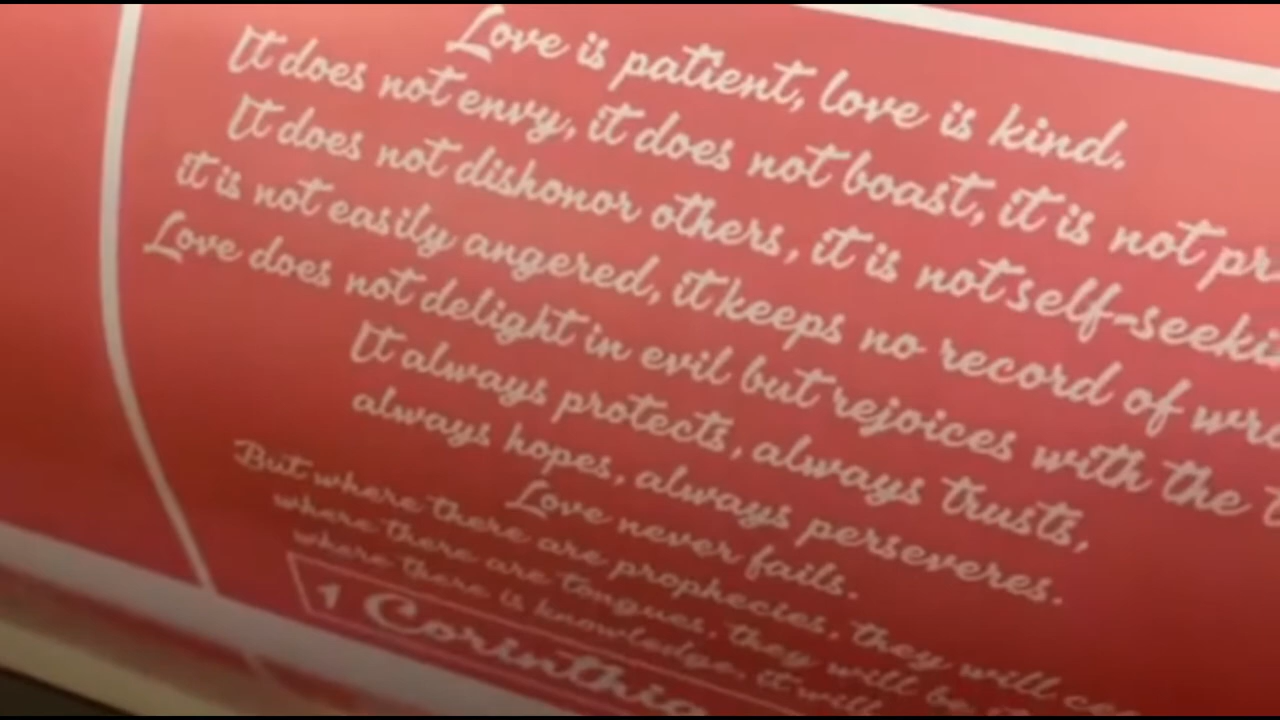 Love is patient, love is kind.
It does not envy, it does not boast, it is not pr
It does not dishonor others, it is not self-seeki
it is not easily angered, it keeps no record of wro
Love does not delight in evil but rejoices with the t
It always protects, always trusts,
always hopes, always perseveres.
Love never fails.
But where there are prophecies, they will cea
where there are tongues, they will be
where there is knowledge, it will
1 Corinthia